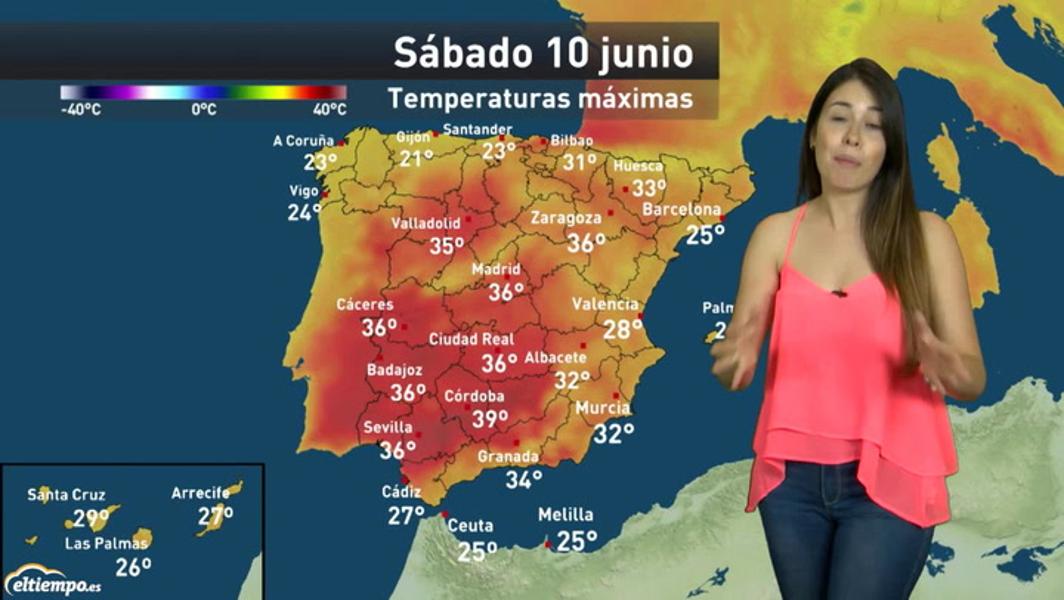 Sábado 10 junio
Temperaturas máximas
-40°C 0°C 40°C
A Coruña
23°
Gijón
21°
Santander
23°
Bilbao
31°
Vigo
24°
Huesca
33°
Valladolid
35°
Zaragoza
36°
Barcelona
25°
Madrid
36°
Cáceres
36°
Valencia
28°
Ciudad Real
36°
Albacete
32°
Badajoz
36°
Córdoba
39°
Murcia
32°
Sevilla
36°
Granada
34°
Cádiz
27°
Ceuta
25°
Melilla
25°
Santa Cruz
29°
Arrecife
27°
Las Palmas
26°
eltiempo.es